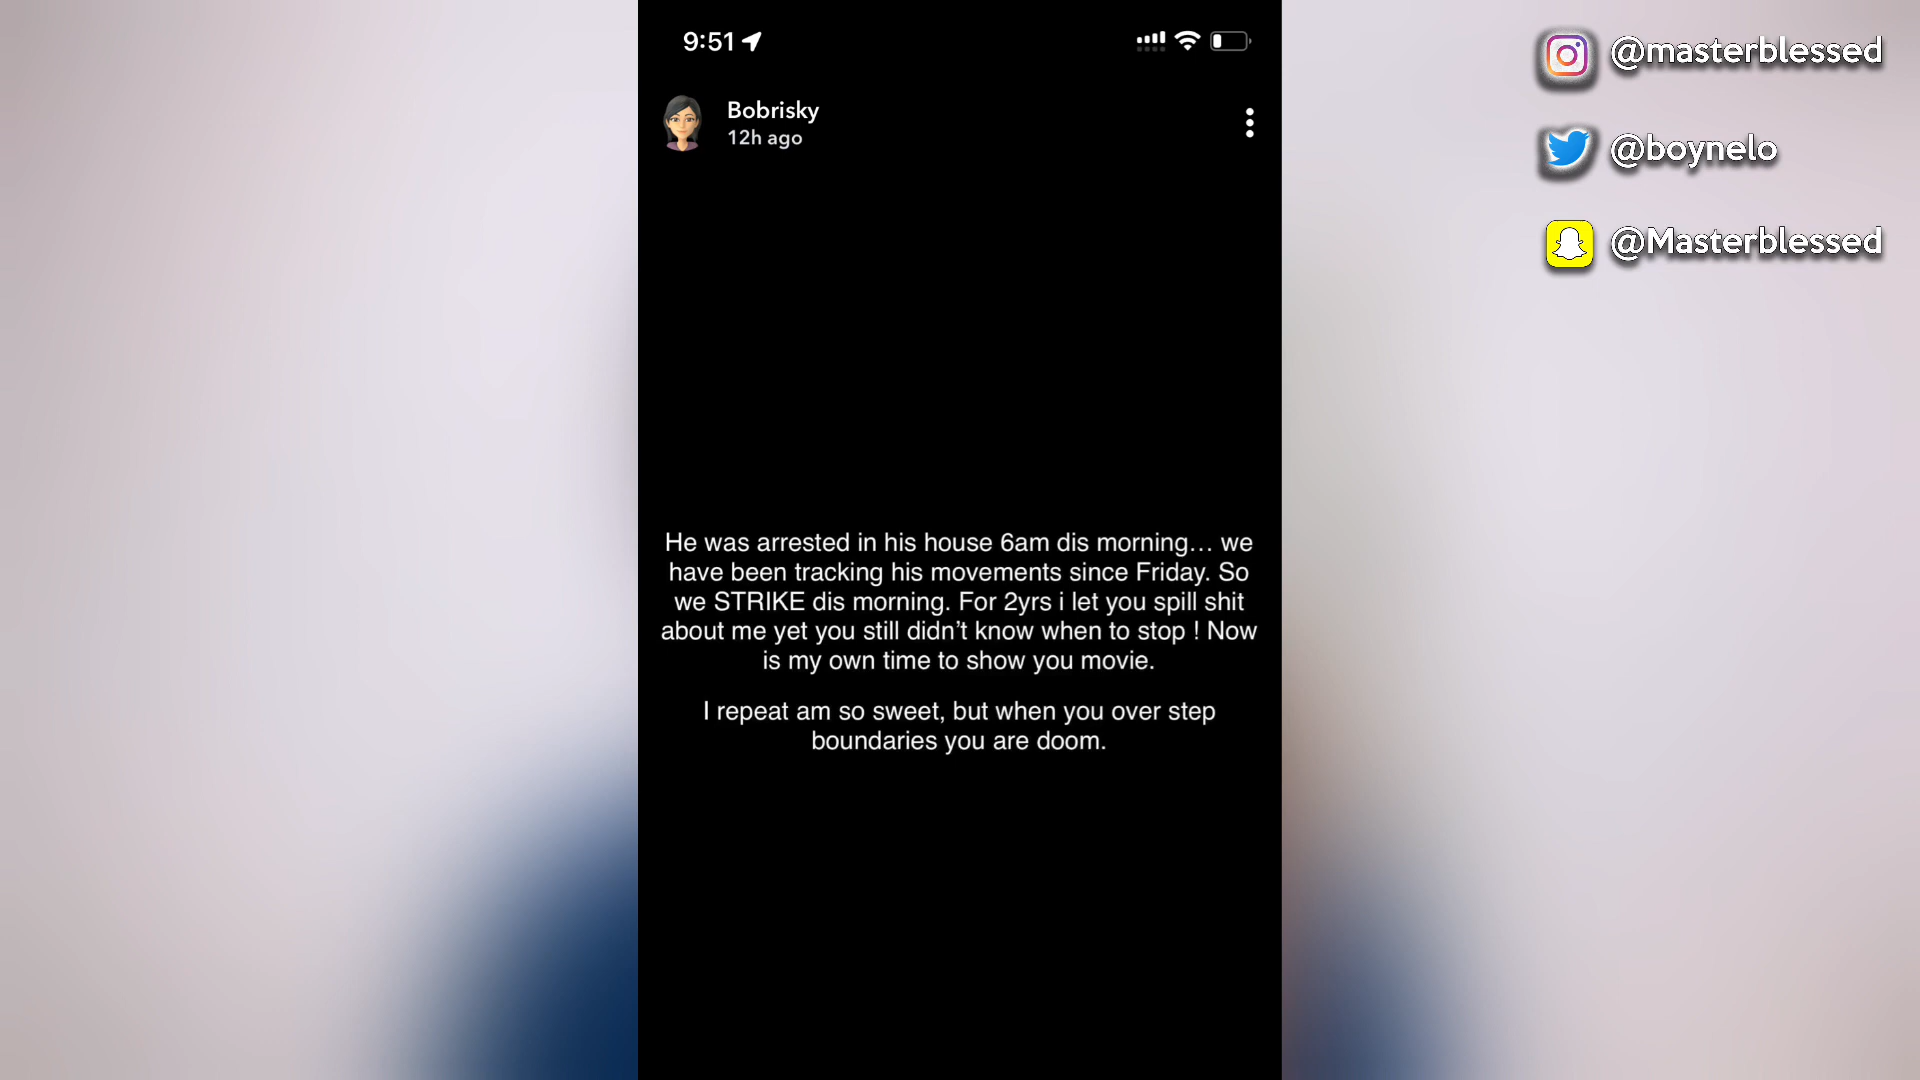 9:51
Bobrisky
12h ago
He was arrested in his house 6am dis morning... we
have been tracking his movements since Friday. So
we STRIKE dis morning. For 2yrs i let you spill shit
about me yet you still didn’t know when to stop ! Now
is my own time to show you movie.
I repeat am so sweet, but when you over step
boundaries you are doom.
@masterblessed
@boynelo
@Masterblessed